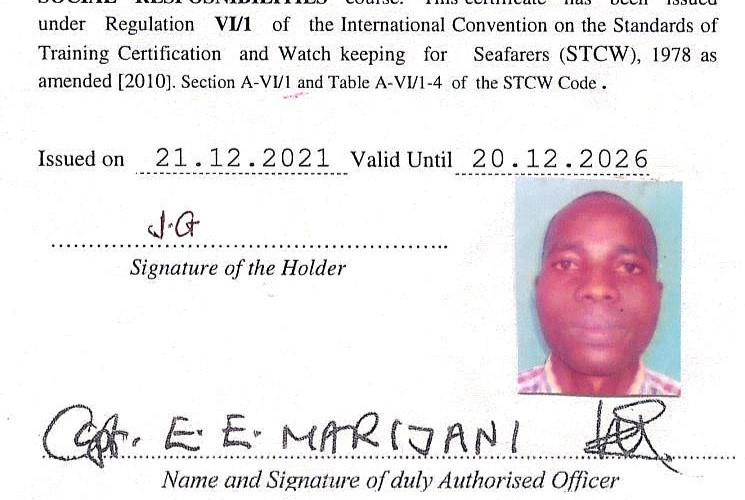 SOCIAL RESPOSNIBILITIES course. This certificate has been issued
under Regulation VI/1 of the International Convention on the Standards of
Training Certification and Watch keeping for Seafarers (STCW), 1978 as
amended [2010]. Section A-VI/1 and Table A-VI/1-4 of the STCW Code .
Issued on 21.12.2021 Valid Until 20.12.2026
J.G
Signature of the Holder
Cpt. E. E. MARIJANI
Name and Signature of duly Authorised Officer